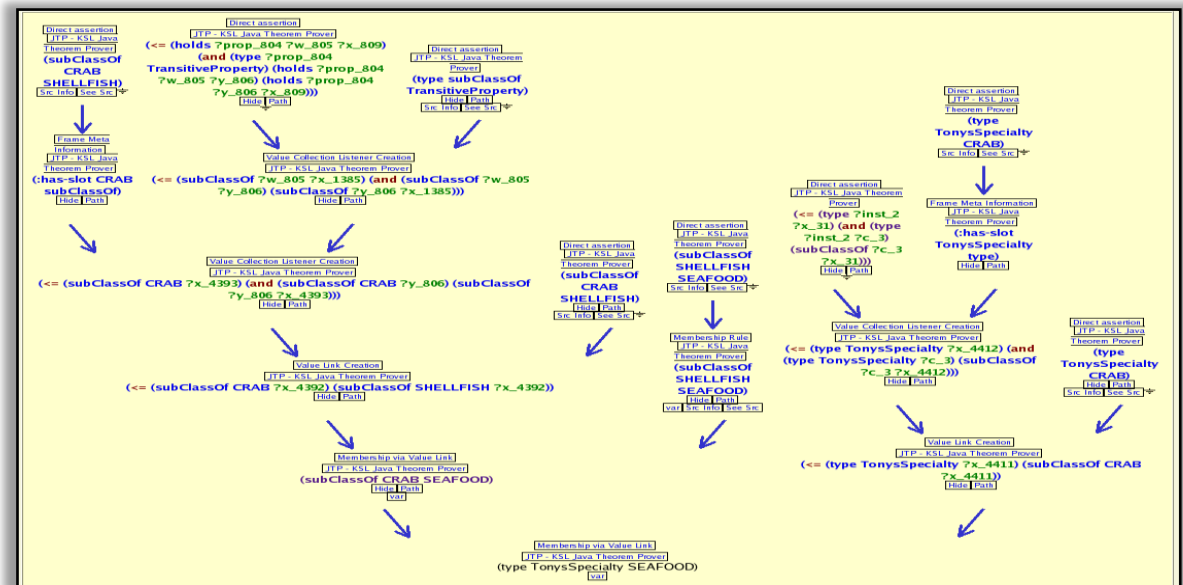 Direct assertion
JTP - KSL Java
Theorem Prover
(subClassOf
CRAB
SHELLFISH)
Src Info See Src
Frame Meta
Information
JTP - KSL Java
Theorem Prover
(:has-slot CRAB
subClassOf)
Hide Path
Direct assertion
JTP - KSL Java Theorem Prover
(<= (holds ?prop_804 ?w_805 ?x_809)
(and (type ?prop_804
TransitiveProperty) (holds ?prop_804
?w_805 ?y_806) (holds ?prop_804
?y_806 ?x_809)))
Hide Path
Direct assertion
JTP - KSL Java Theorem
Prover
(type subClassOf
TransitiveProperty)
Hide Path
Src Info See Src
Value Collection Listener Creation
JTP - KSL Java Theorem Prover
(<= (subClassOf ?w_805 ?x_1385) (and (subClassOf ?w_805
?y_806) (subClassOf ?y_806 ?x_1385)))
Hide Path
Value Collection Listener Creation
JTP - KSL Java Theorem Prover
(<= (subClassOf CRAB ?x_4393) (and (subClassOf CRAB ?y_806) (subClassOf
?y_806 ?x_4393)))
Hide Path
Direct assertion
JTP - KSL Java
Theorem Prover
(subClassOf
CRAB
SHELLFISH)
Hide Path
Src Info See Src
Value Link Creation
JTP - KSL Java Theorem Prover
(<= (subClassOf CRAB ?x_4392) (subClassOf SHELLFISH ?x_4392))
Hide Path
Direct assertion
JTP - KSL Java
Theorem Prover
(subClassOf
SHELLFISH
SEAFOOD)
Src Info See Src
Membership Rule
JTP - KSL Java
Theorem Prover
(subClassOf
SHELLFISH
SEAFOOD)
Hide Path
var Src Info See Src
Membership via Value Link
JTP - KSL Java Theorem Prover
(subClassOf CRAB SEAFOOD)
Hide Path
var
Direct assertion
JTP - KSL Java
Theorem Prover
(type
TonysSpecialty
CRAB)
Src Info See Src
Direct assertion
JTP - KSL Java Theorem
Prover
(<= (type ?inst_2
?x_31) (and (type
?inst_2 ?c_3)
(subClassOf ?c_3
?x_31)))
Hide Path
Frame Meta Information
JTP - KSL Java
Theorem Prover
(:has-slot
TonysSpecialty
type)
Hide Path
Value Collection Listener Creation
JTP - KSL Java Theorem Prover
(<= (type TonysSpecialty ?x_4412) (and
(type TonysSpecialty ?c_3) (subClassOf
?c_3 ?x_4412)))
Hide Path
Direct assertion
JTP - KSL Java
Theorem Prover
(type
TonysSpecialty
CRAB)
Hide Path
Src Info See Src
Value Link Creation
JTP - KSL Java Theorem Prover
(<= (type TonysSpecialty ?x_4411) (subClassOf CRAB
?x_4411))
Hide Path
Membership via Value Link
JTP - KSL Java Theorem Prover
(type TonysSpecialty SEAFOOD)
var